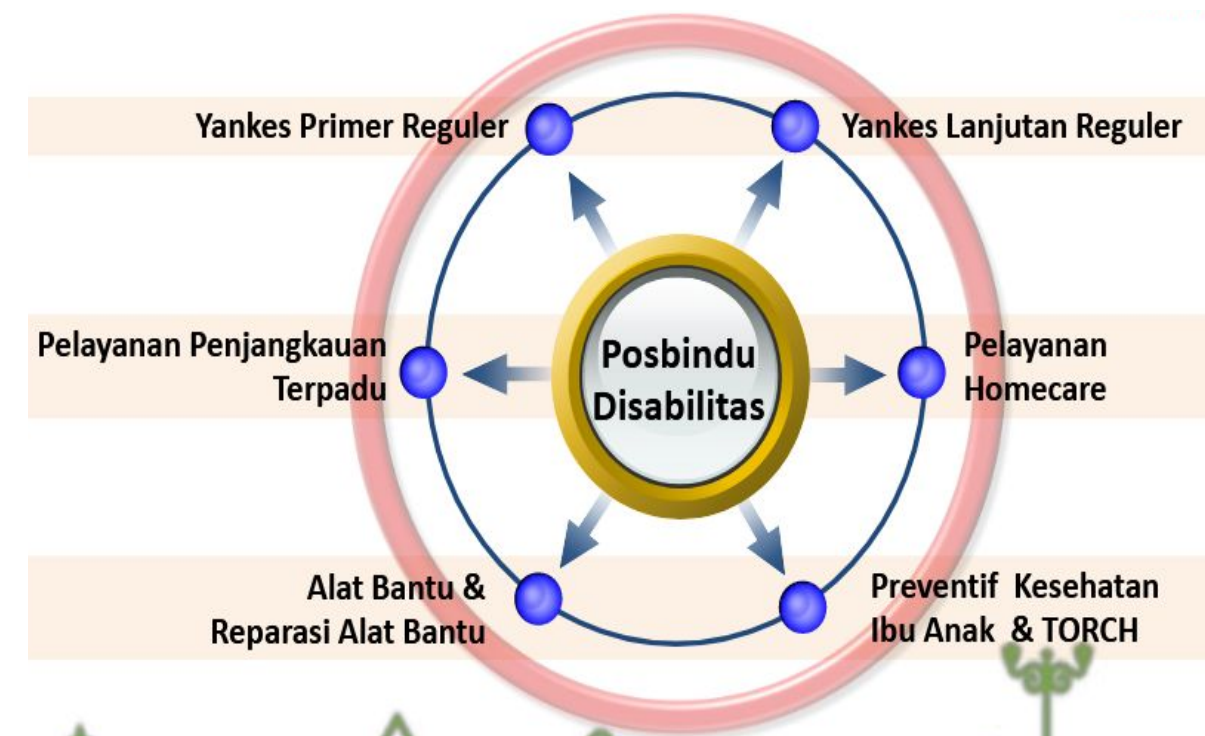 Yankes Primer Reguler
Yankes Lanjutan Reguler
Pelayanan Penjangkauan
Terpadu
Posbindu
Disabilitas
Pelayanan
Homecare
Alat Bantu &
Reparasi Alat Bantu
Preventif Kesehatan
Ibu Anak & TORCH